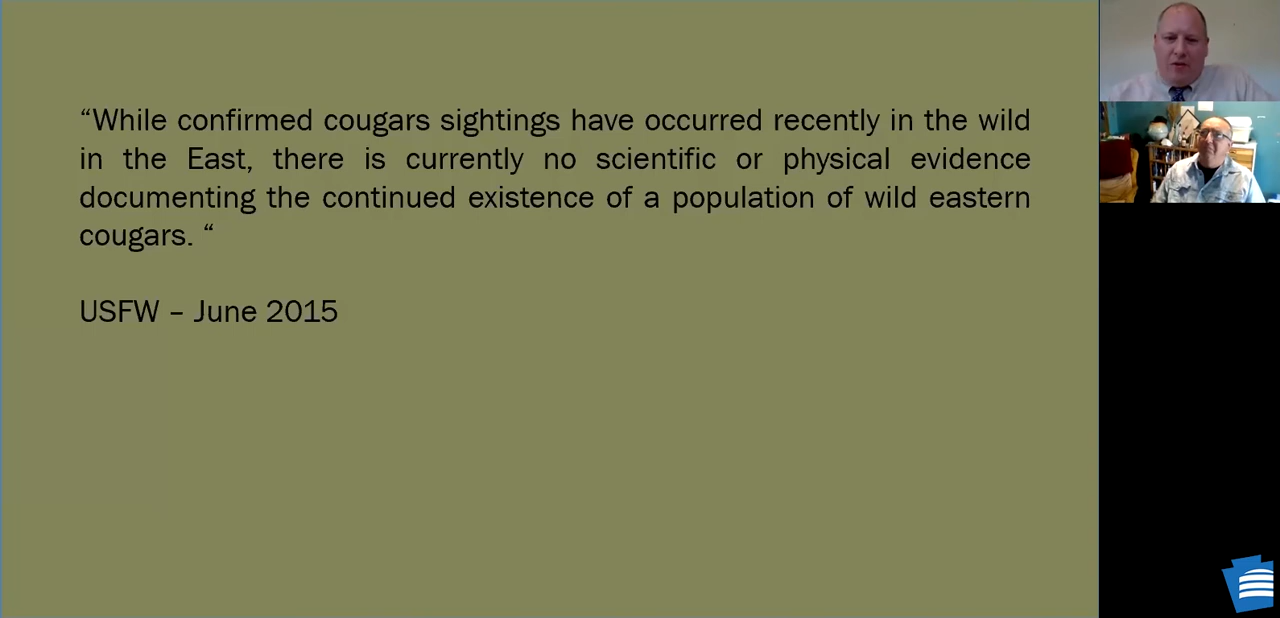 “While confirmed cougars sightings have occurred recently in the wild
in the East, there is currently no scientific or physical evidence
documenting the continued existence of a population of wild eastern
cougars. “
USFW – June 2015